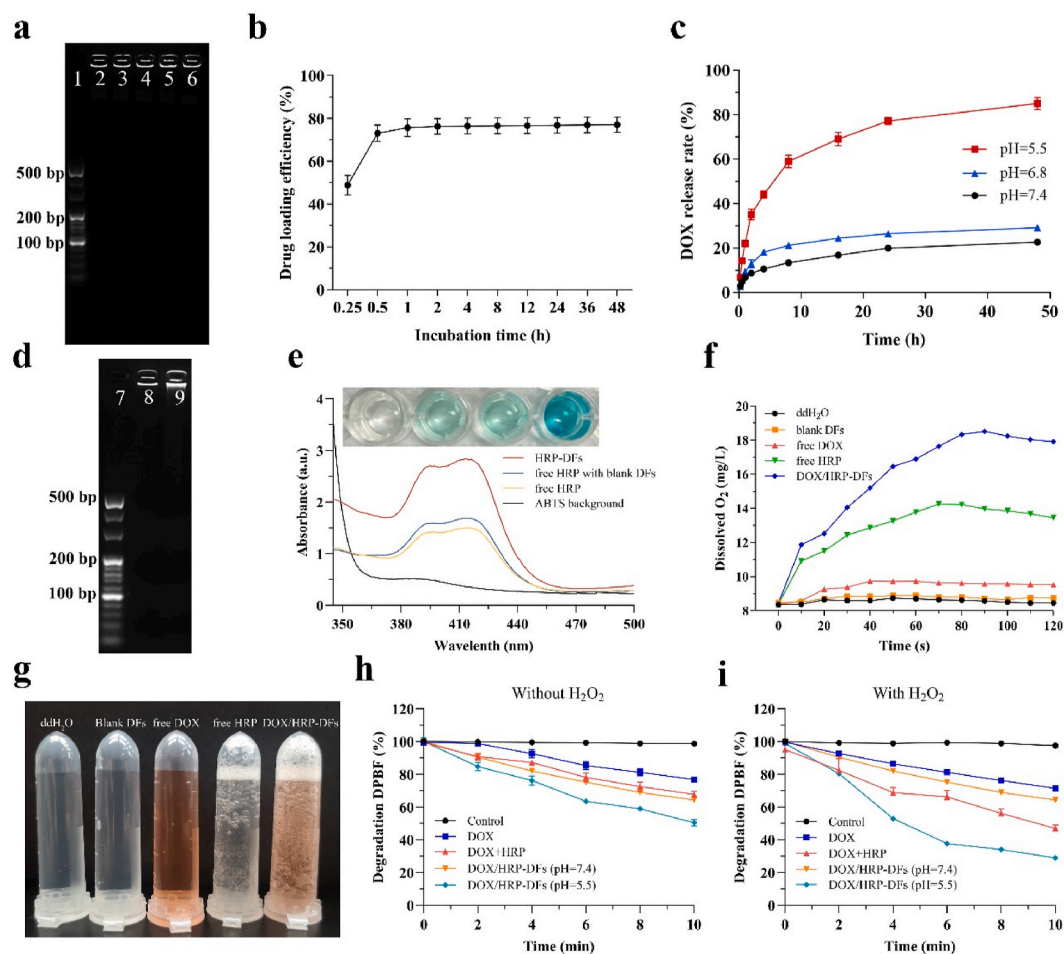 a
1 2 3 4 5 6
500 bp
200 bp
100 bp
b
Drug loading efficiency (%)
100
80
60
40
20
0
0.25 0.5 1 2 4 8 12 24 36 48
Incubation time (h)
c
DOX release rate (%)
100
80
60
40
20
0
pH=5.5
pH=6.8
pH=7.4
0 10 20 30 40 50
Time (h)
d
7 8 9
500 bp
200 bp
100 bp
e
Absorbance (a.u.)
4
3
2
1
0
HRP-DFs
free HRP with blank DFs
free HRP
ABTS background
350 380 410 440 470 500
Wavelenth (nm)
f
Dissolved O₂ (mg/L)
20
18
16
14
12
10
8
ddH₂O
blank DFs
free DOX
free HRP
DOX/HRP-DFs
0 20 40 60 80 100 120
Time (s)
g
ddH₂O Blank DFs free DOX free HRP DOX/HRP-DFs
h
Without H₂O₂
Degradation DPBF (%)
120
100
80
60
40
20
0
Control
DOX
DOX+HRP
DOX/HRP-DFs (pH=7.4)
DOX/HRP-DFs (pH=5.5)
0 2 4 6 8 10
Time (min)
i
With H₂O₂
Degradation DPBF (%)
120
100
80
60
40
20
0
Control
DOX
DOX+HRP
DOX/HRP-DFs (pH=7.4)
DOX/HRP-DFs (pH=5.5)
0 2 4 6 8 10
Time (min)